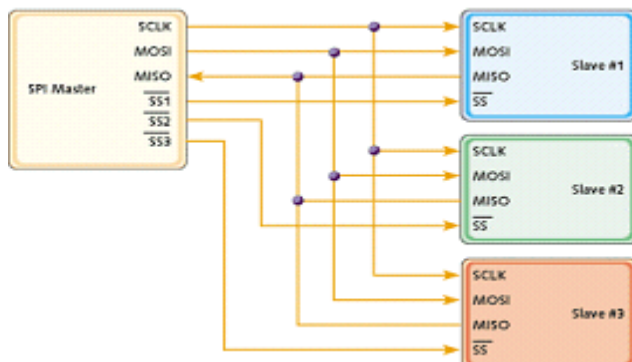 SPI Master
SCLK
MOSI
MISO
SS1
SS2
SS3
SCLK
MOSI
MISO
SS
Slave #1
SCLK
MOSI
MISO
SS
Slave #2
SCLK
MOSI
MISO
SS
Slave #3